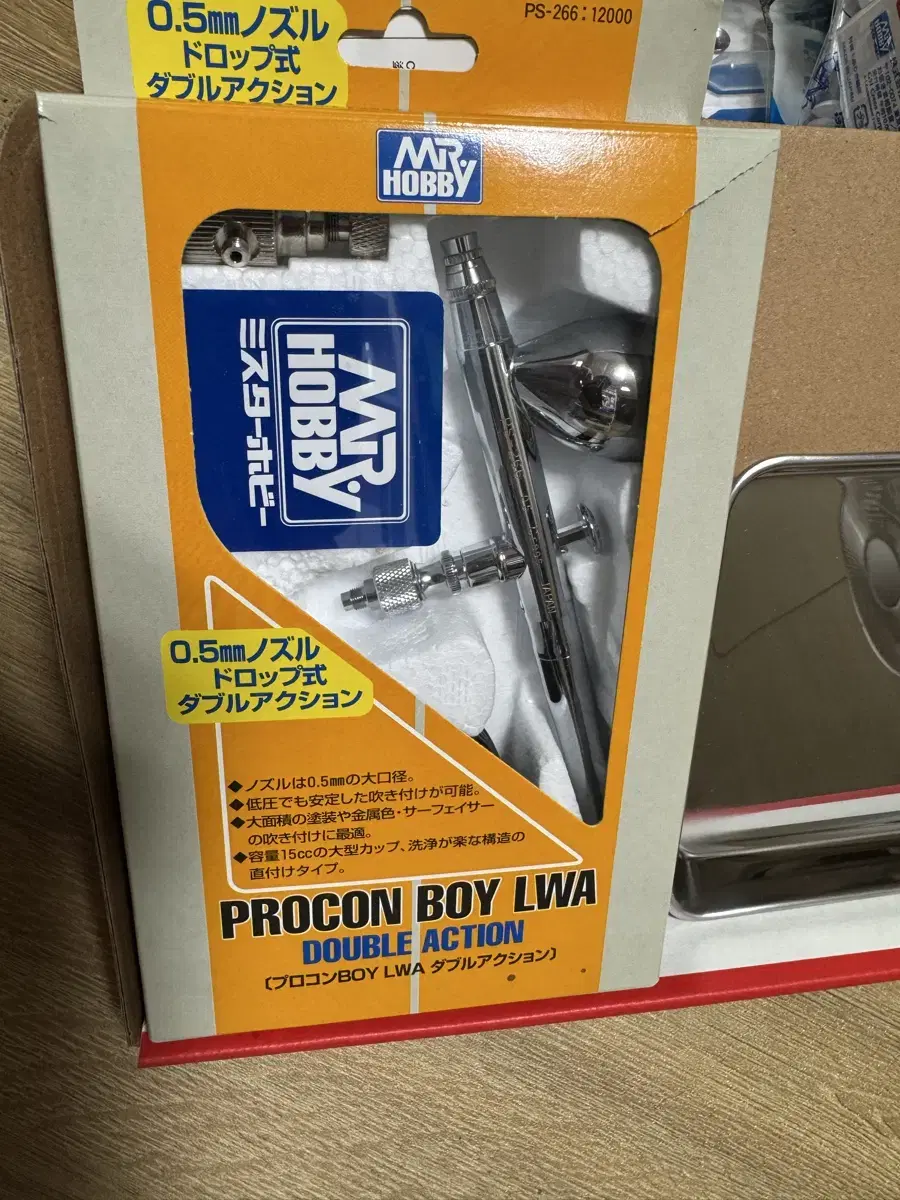 0.5mmノズル
ドロップ式
ダブルアクション
PS-266：12000
MR.
HOBBY
MR.
HOBBY
ミスターホビー
0.5mmノズル
ドロップ式
ダブルアクション
◆ノズルは0.5mmの大口径。
◆低圧でも安定した吹き付けが可能。
◆大面積の塗装や金属色・サーフェイサー
の吹き付けに最適。
◆容量15ccの大型カップ、洗浄が楽な構造の
直付けタイプ。
PROCON BOY LWA
DOUBLE ACTION
〔プロコンBOY LWA ダブルアクション〕